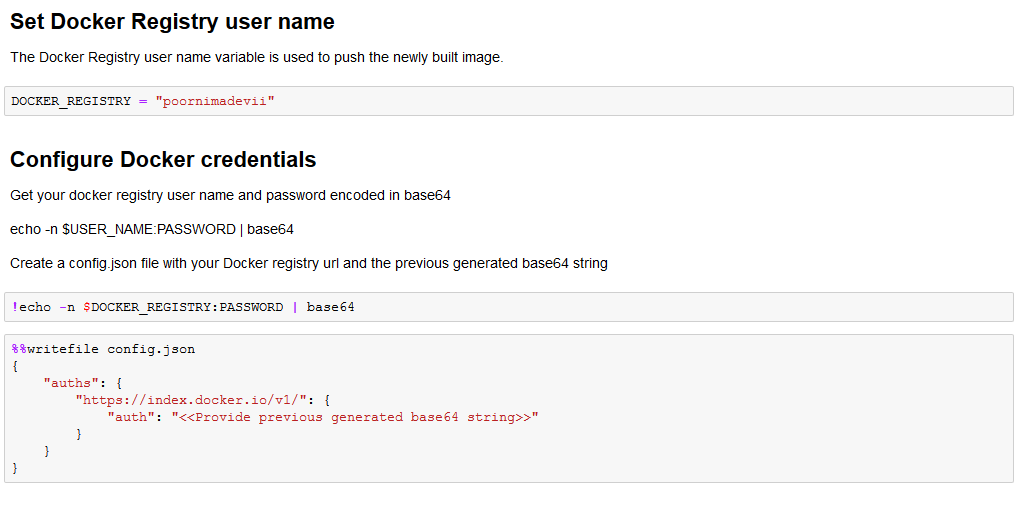 Set Docker Registry user name
The Docker Registry user name variable is used to push the newly built image.
DOCKER_REGISTRY = "poornimadevii"
Configure Docker credentials
Get your docker registry user name and password encoded in base64
echo -n $USER_NAME:PASSWORD | base64
Create a config.json file with your Docker registry url and the previous generated base64 string
!echo -n $DOCKER_REGISTRY:PASSWORD | base64
%%writefile config.json
{
    "auths": {
        "https://index.docker.io/v1/": {
            "auth": "<<Provide previous generated base64 string>>"
        }
    }
}